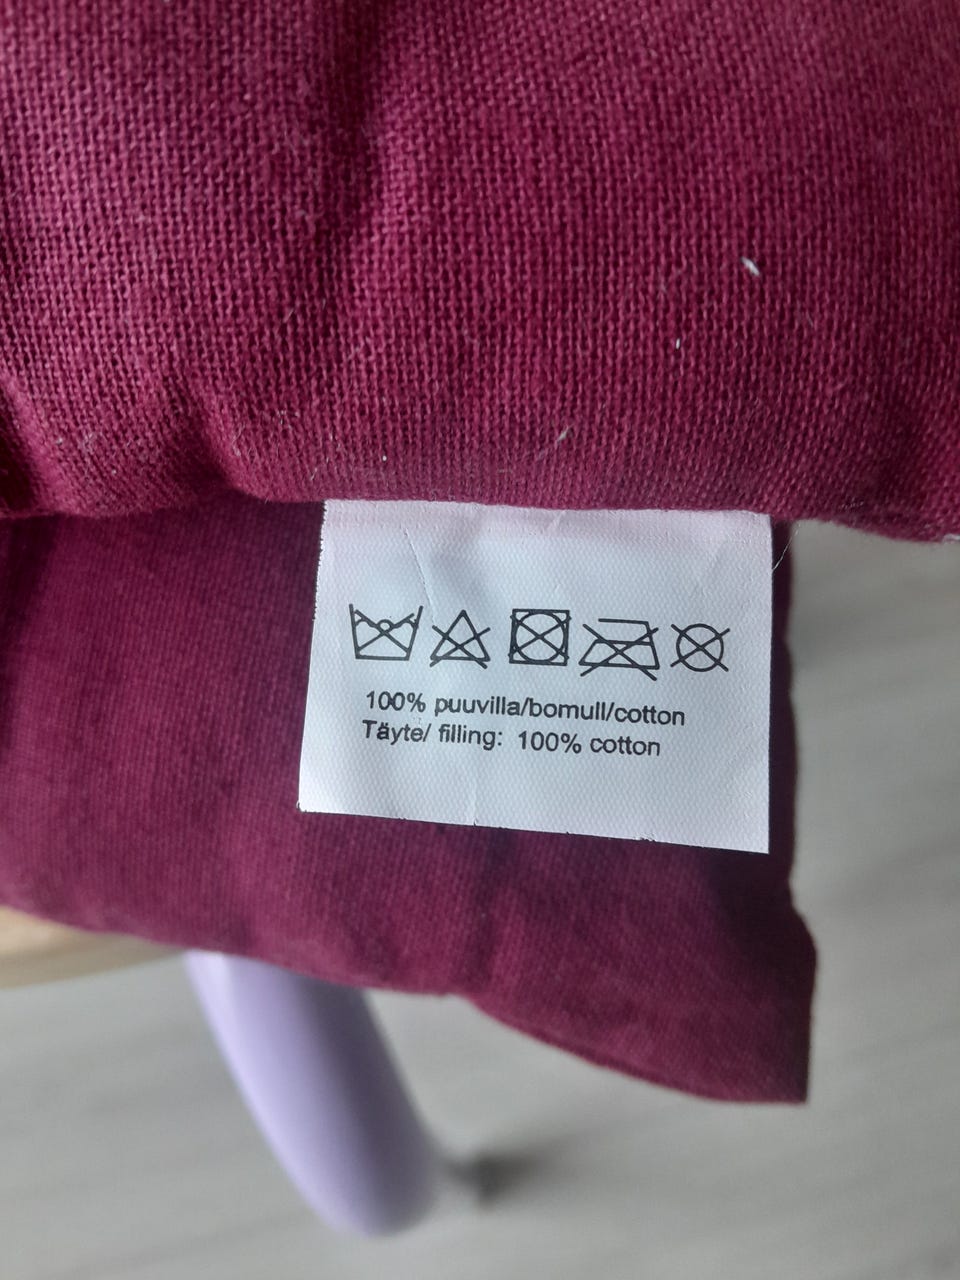 100% puuvilla/bomull/cotton
Täyte/ filling: 100% cotton